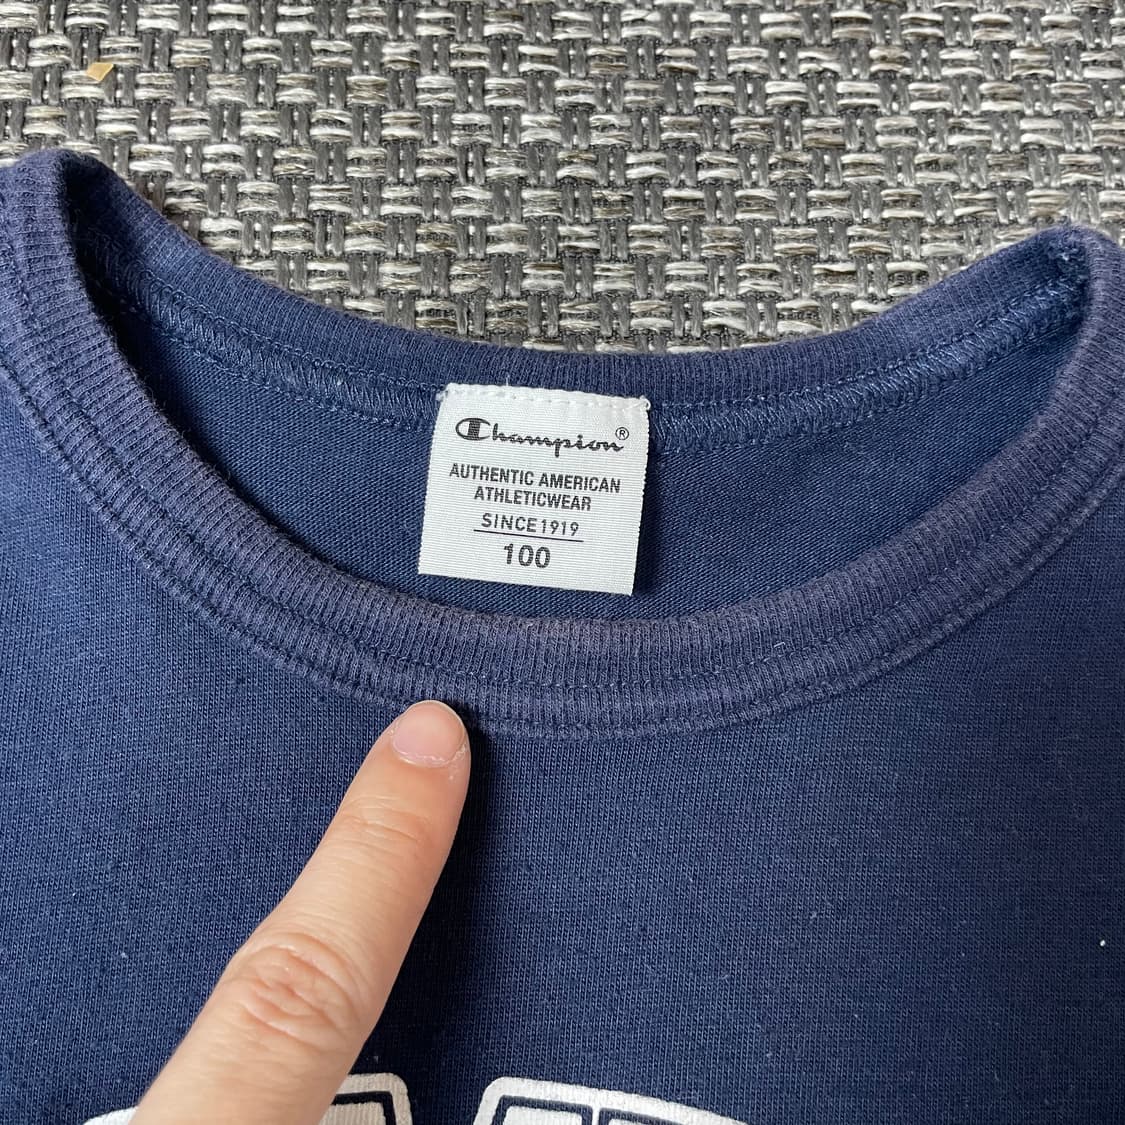 Champion®
AUTHENTIC AMERICAN
ATHLETICWEAR
SINCE 1919
100